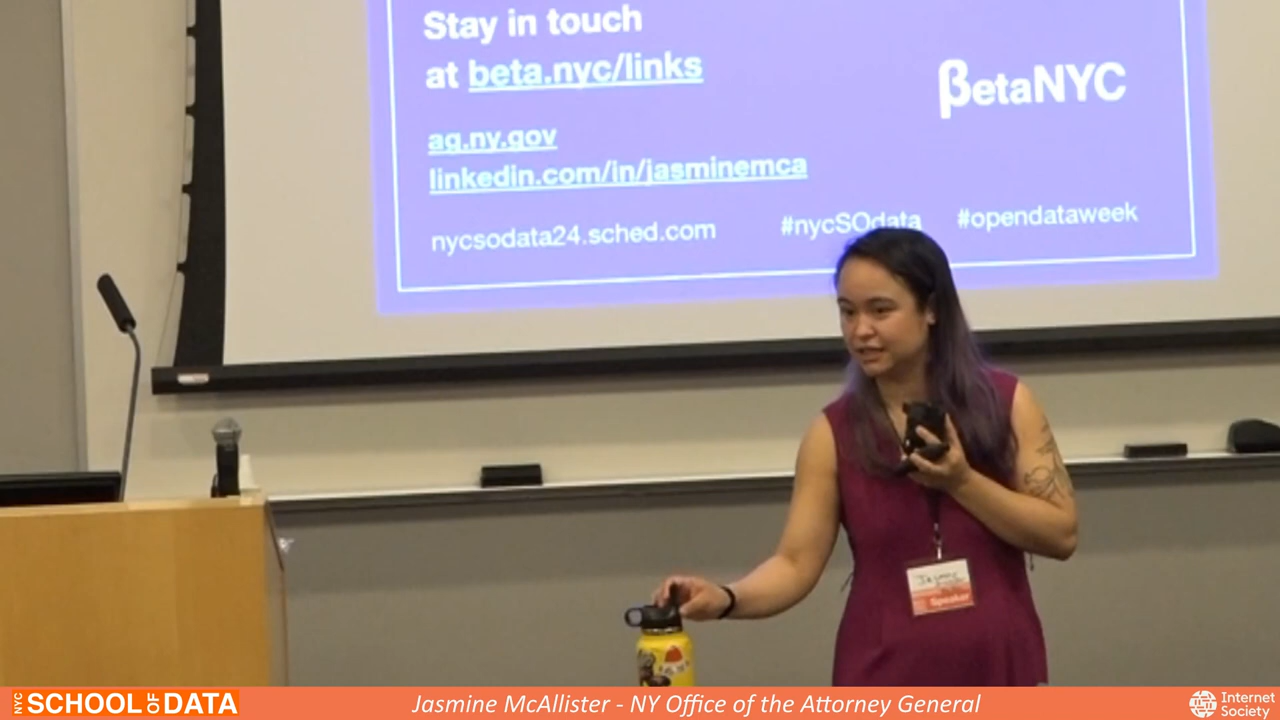 Stay in touch
at beta.nyc/links
βetaNYC
ag.ny.gov
linkedin.com/in/jasminemca
nycsodata24.sched.com #nycSOdata #opendataweek
Speaker
NYC SCHOOL OF DATA
Jasmine McAllister - NY Office of the Attorney General
Internet
Society